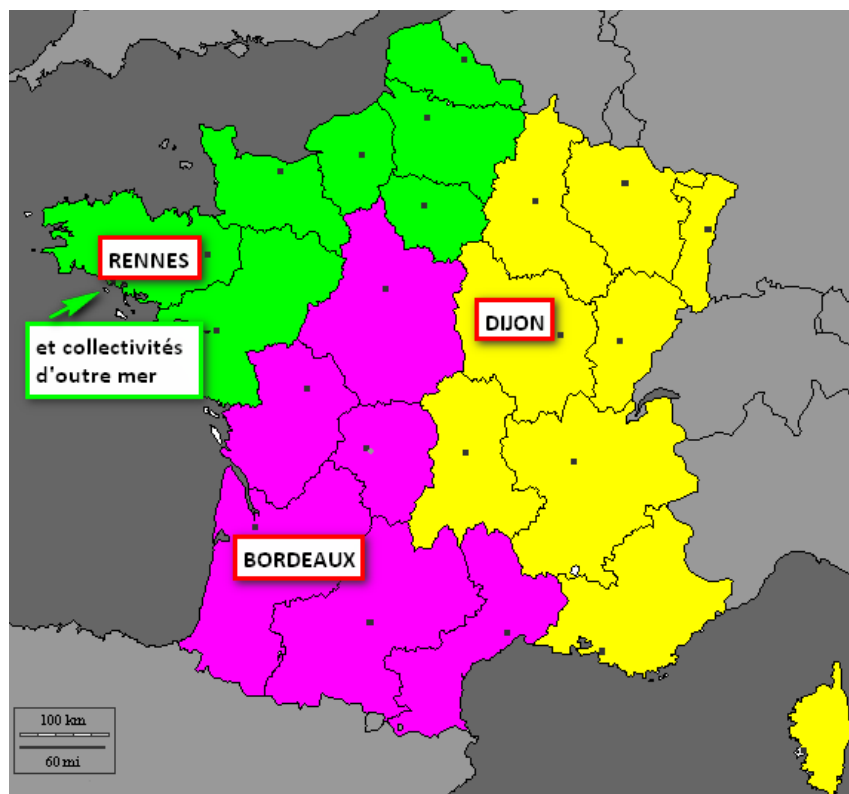 RENNES
et collectivités
d'outre mer
DIJON
BORDEAUX
100 km
60 mi